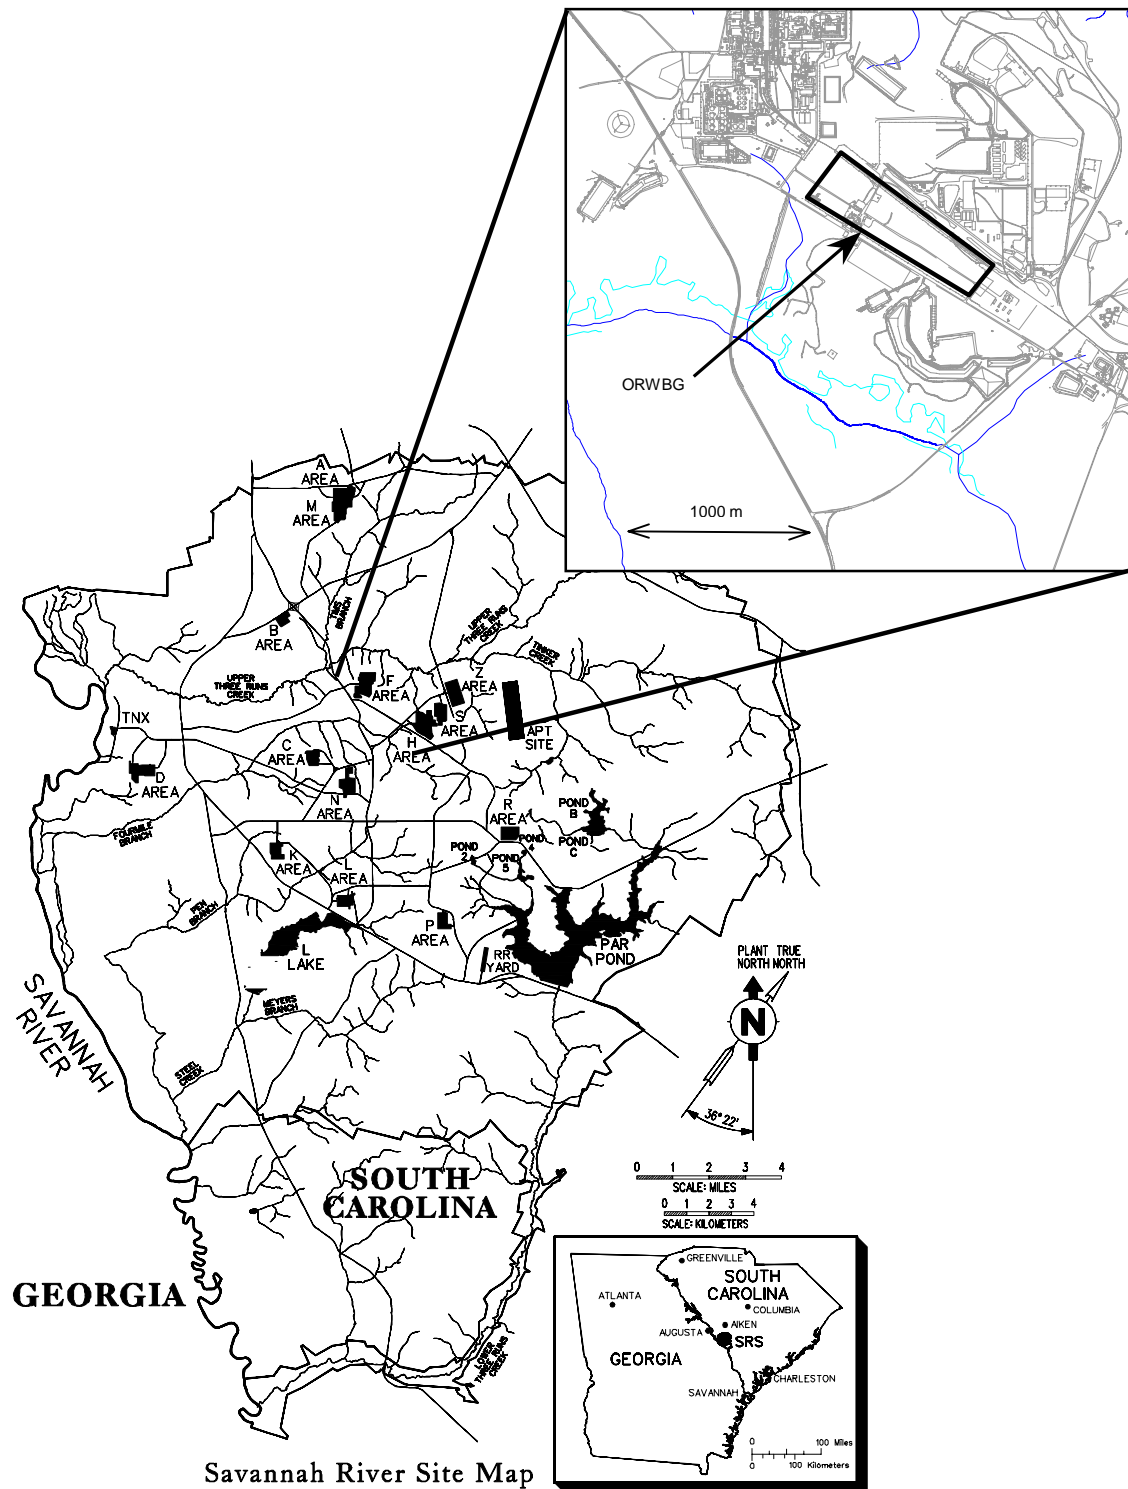 ORWBG
1000 m
A
AREA
M
AREA
TIMS
BRANCH
B
AREA
UPPER
THREE RUNS
CREEK
TINKER
CREEK
UPPER
THREE RUNS
CREEK
F
AREA
Z
AREA
TNX
S
AREA
APT
SITE
H
AREA
C
AREA
D
AREA
N
AREA
R
AREA
POND
B
FOURMILE
BRANCH
POND
4
POND
C
POND
2
POND
5
K
AREA
L
AREA
PEN
BRANCH
P
AREA
PAR
POND
RR
YARD
L
LAKE
PLANT TRUE
NORTH NORTH
N
SAVANNAH
RIVER
MEYERS
BRANCH
STEEL
CREEK
36° 22'
SOUTH
CAROLINA
0 1 2 3 4
SCALE: MILES
0 1 2 3 4
SCALE: KILOMETERS
GEORGIA
GREENVILLE
SOUTH
CAROLINA
ATLANTA
COLUMBIA
AIKEN
AUGUSTA
SRS
GEORGIA
CHARLESTON
SAVANNAH
0 100 Miles
0 100 Kilometers
LOWER
THREE RUNS
CREEK
Savannah River Site Map